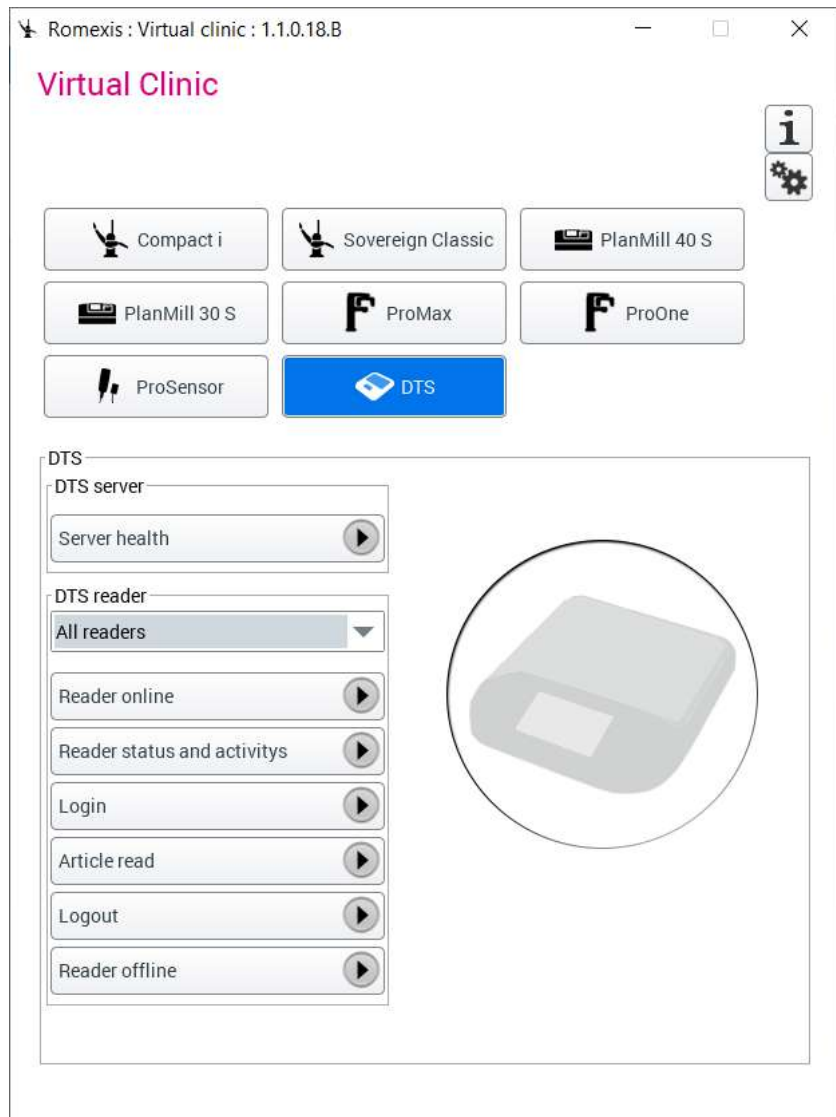 Romexis : Virtual clinic : 1.1.0.18.B
Virtual Clinic
i
Compact i
Sovereign Classic
PlanMill 40 S
PlanMill 30 S
ProMax
ProOne
ProSensor
DTS
DTS
DTS server
Server health
DTS reader
All readers
Reader online
Reader status and activitys
Login
Article read
Logout
Reader offline